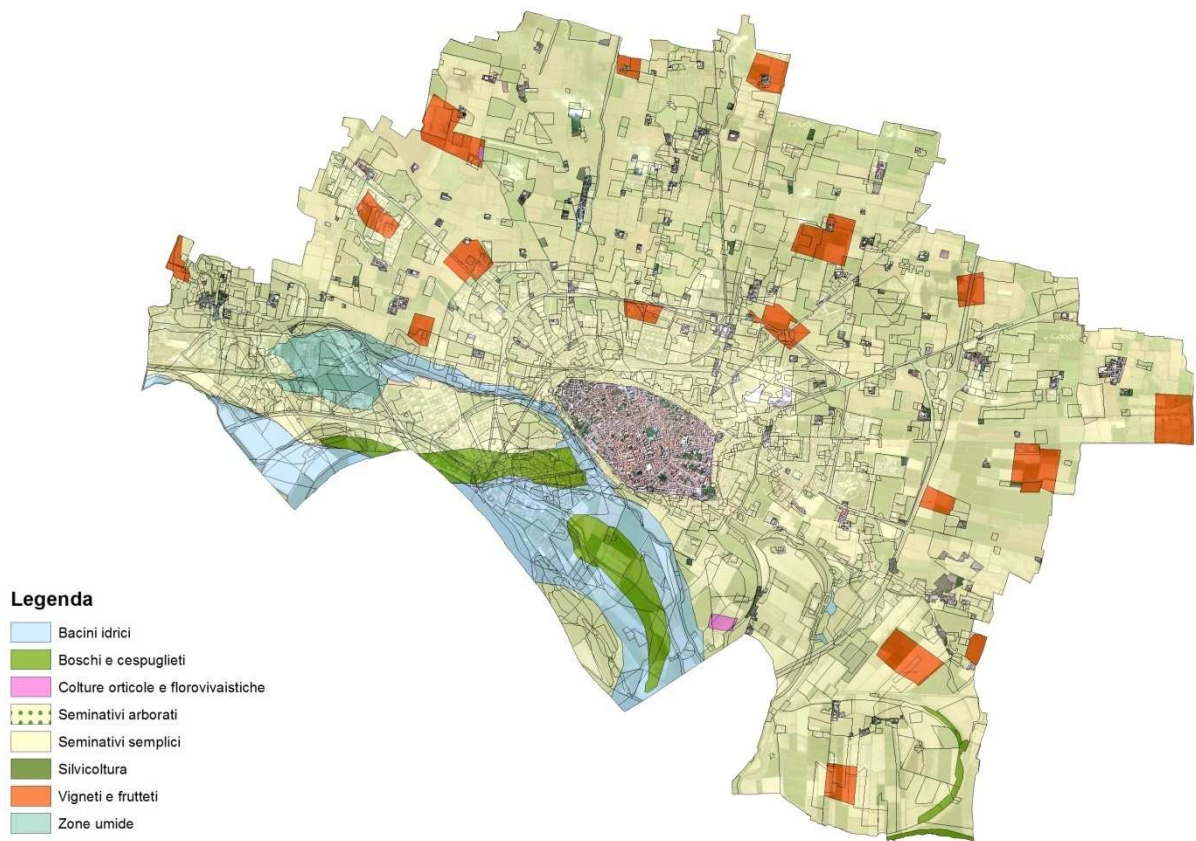 Legenda
Bacini idrici
Boschi e cespuglieti
Colture orticole e florovivaistiche
Seminativi arborati
Seminativi semplici
Silvicoltura
Vigneti e frutteti
Zone umide